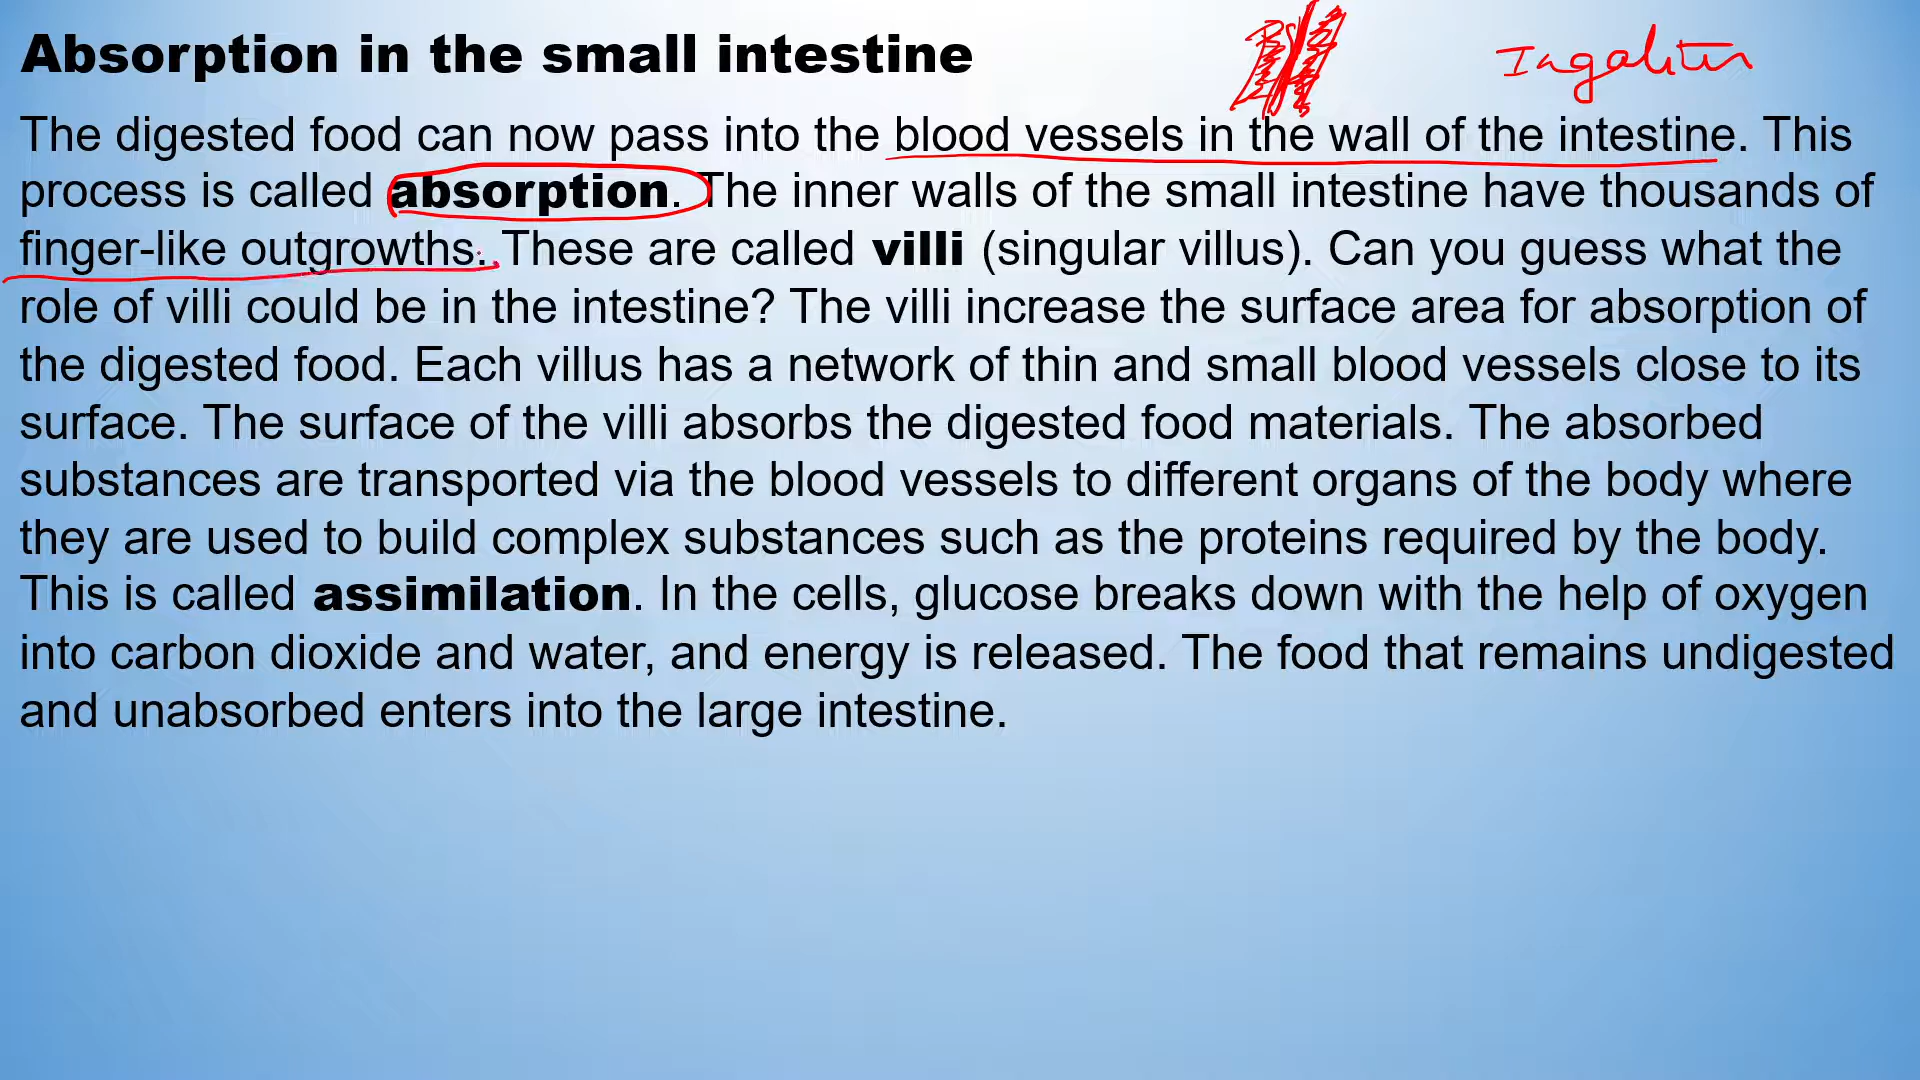 Absorption in the small intestine
The digested food can now pass into the blood vessels in the wall of the intestine. This
process is called absorption. The inner walls of the small intestine have thousands of
finger-like outgrowths. These are called villi (singular villus). Can you guess what the
role of villi could be in the intestine? The villi increase the surface area for absorption of
the digested food. Each villus has a network of thin and small blood vessels close to its
surface. The surface of the villi absorbs the digested food materials. The absorbed
substances are transported via the blood vessels to different organs of the body where
they are used to build complex substances such as the proteins required by the body.
This is called assimilation. In the cells, glucose breaks down with the help of oxygen
into carbon dioxide and water, and energy is released. The food that remains undigested
and unabsorbed enters into the large intestine.